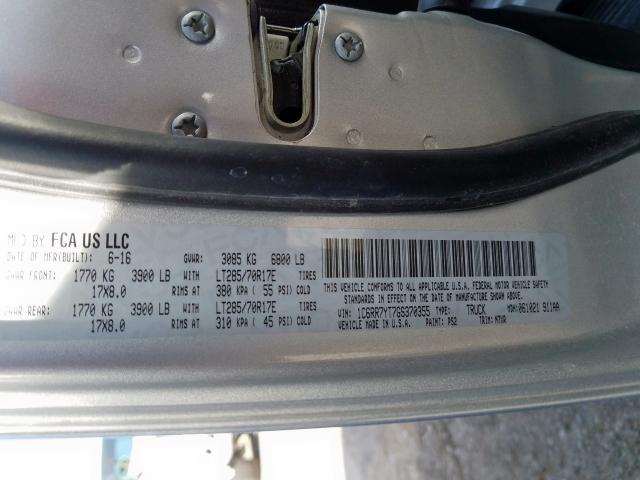 MFD BY FCA US LLC
DATE OF MFR(BUILT): 6-16 GVWR: 3085 KG 6800 LB
GAWR FRONT: 1770 KG 3900 LB WITH LT285/70R17E TIRES
17X8.0 RIMS AT 380 KPA ( 55 PSI) COLD
GAWR REAR: 1770 KG 3900 LB WITH LT285/70R17E TIRES
17X8.0 RIMS AT 310 KPA ( 45 PSI) COLD
THIS VEHICLE CONFORMS TO ALL APPLICABLE U.S.A. FEDERAL MOTOR VEHICLE SAFETY
STANDARDS IN EFFECT ON THE DATE OF MANUFACTURE SHOWN ABOVE.
VIN: 1C6RR7YT7GS370355 TYPE: TRUCK MDH: 061021 911AA
VEHICLE MADE IN U.S.A. PAINT: PS2 TRIM: